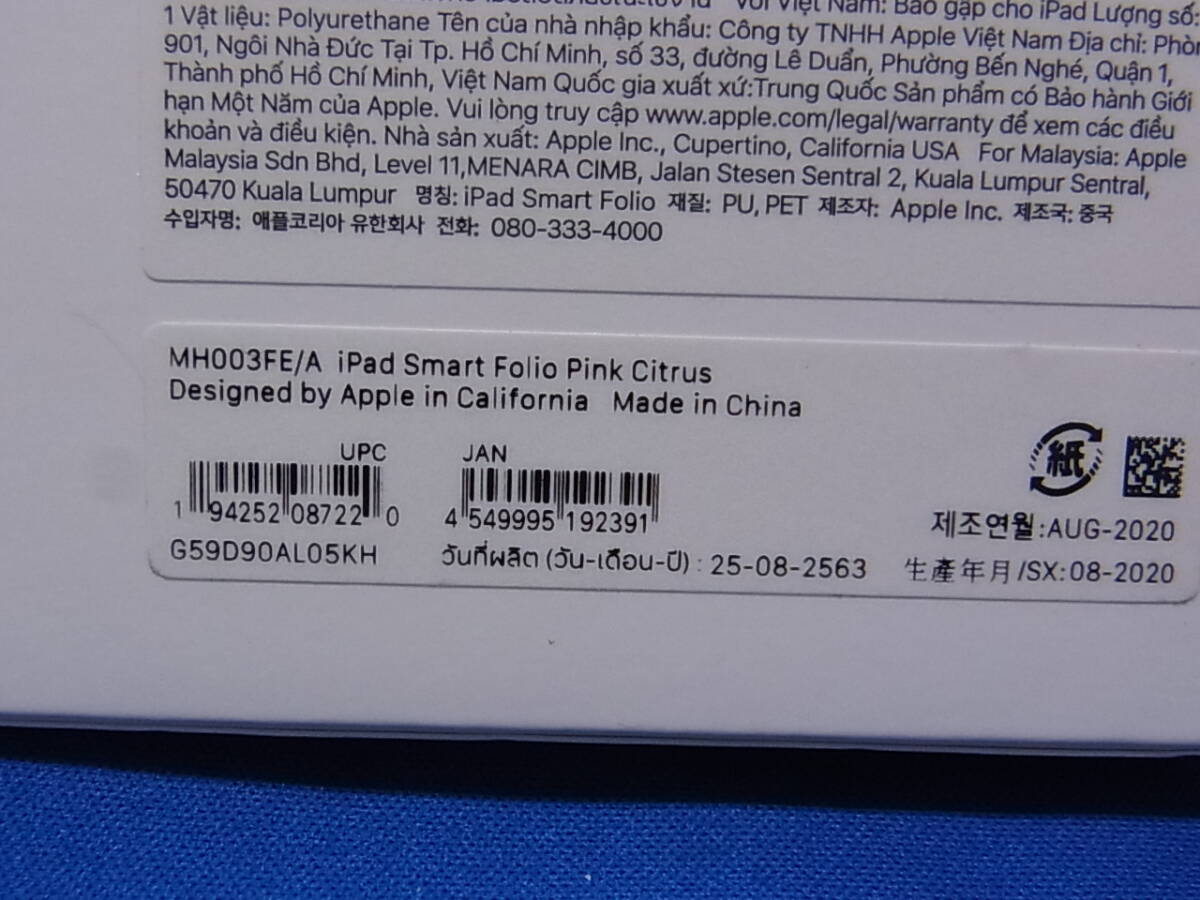 với Việt Nam: Bao gặp cho iPad Lượng số:
1 Vật liệu: Polyurethane Tên của nhà nhập khẩu: Công ty TNHH Apple Việt Nam Địa chỉ: Phòn
901, Ngôi Nhà Đức Tại Tp. Hồ Chí Minh, số 33, đường Lê Duẩn, Phường Bến Nghé, Quận 1,
Thành phố Hồ Chí Minh, Việt Nam Quốc gia xuất xứ:Trung Quốc Sản phẩm có Bảo hành Giới
hạn Một Năm của Apple. Vui lòng truy cập www.apple.com/legal/warranty để xem các điều
khoản và điều kiện. Nhà sản xuất: Apple Inc., Cupertino, California USA For Malaysia: Apple
Malaysia Sdn Bhd, Level 11,MENARA CIMB, Jalan Stesen Sentral 2, Kuala Lumpur Sentral,
50470 Kuala Lumpur 명칭: iPad Smart Folio 재질: PU, PET 제조자: Apple Inc. 제조국: 중국
수입자명: 애플코리아 유한회사 전화: 080-333-4000
MH003FE/A iPad Smart Folio Pink Citrus
Designed by Apple in California Made in China
UPC JAN
紙
1 94252 08722 0 4 549995 192391
제조연월:AUG-2020
G59D90AL05KH วันที่ผลิต (วัน-เดือน-ปี) : 25-08-2563 生產年月/SX:08-2020